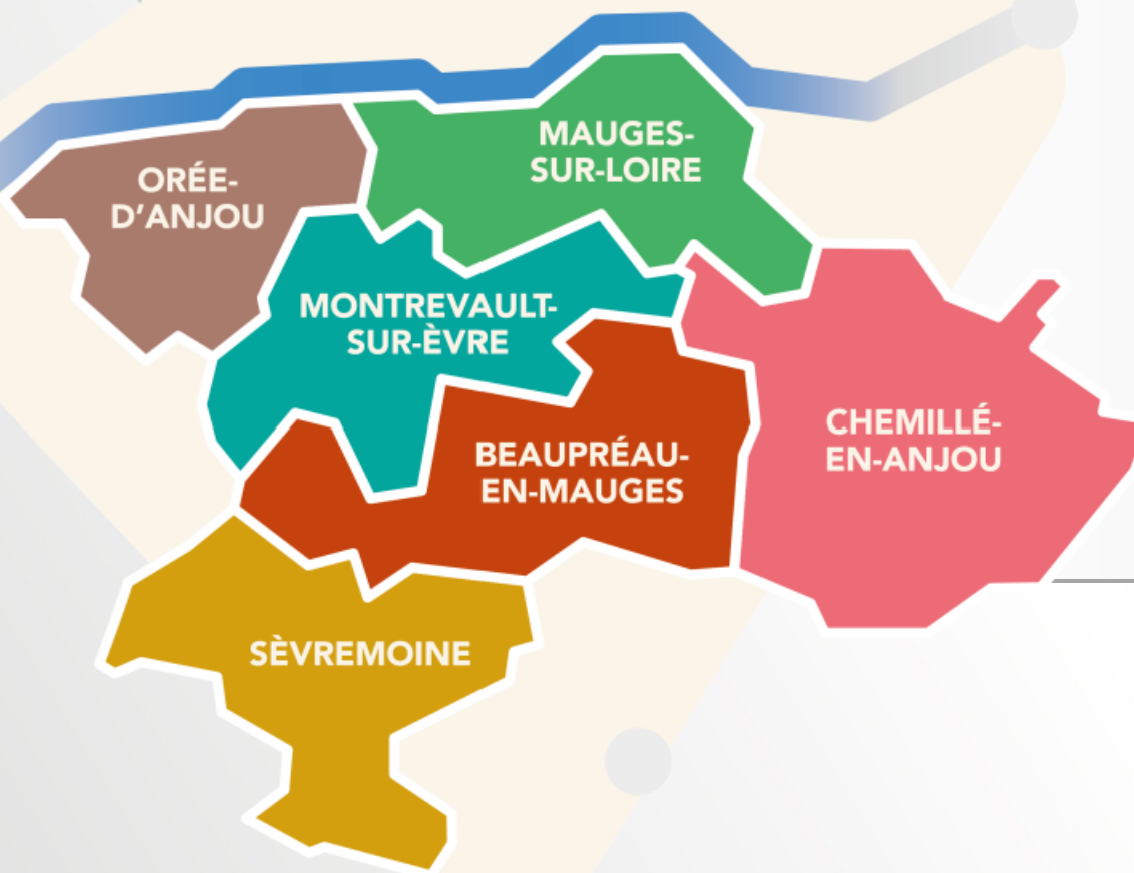 MAUGES-
SUR-LOIRE
ORÉE-
D’ANJOU
MONTREVAULT-
SUR-ÈVRE
CHEMILLÉ-
EN-ANJOU
BEAUPRÉAU-
EN-MAUGES
SÈVREMOINE